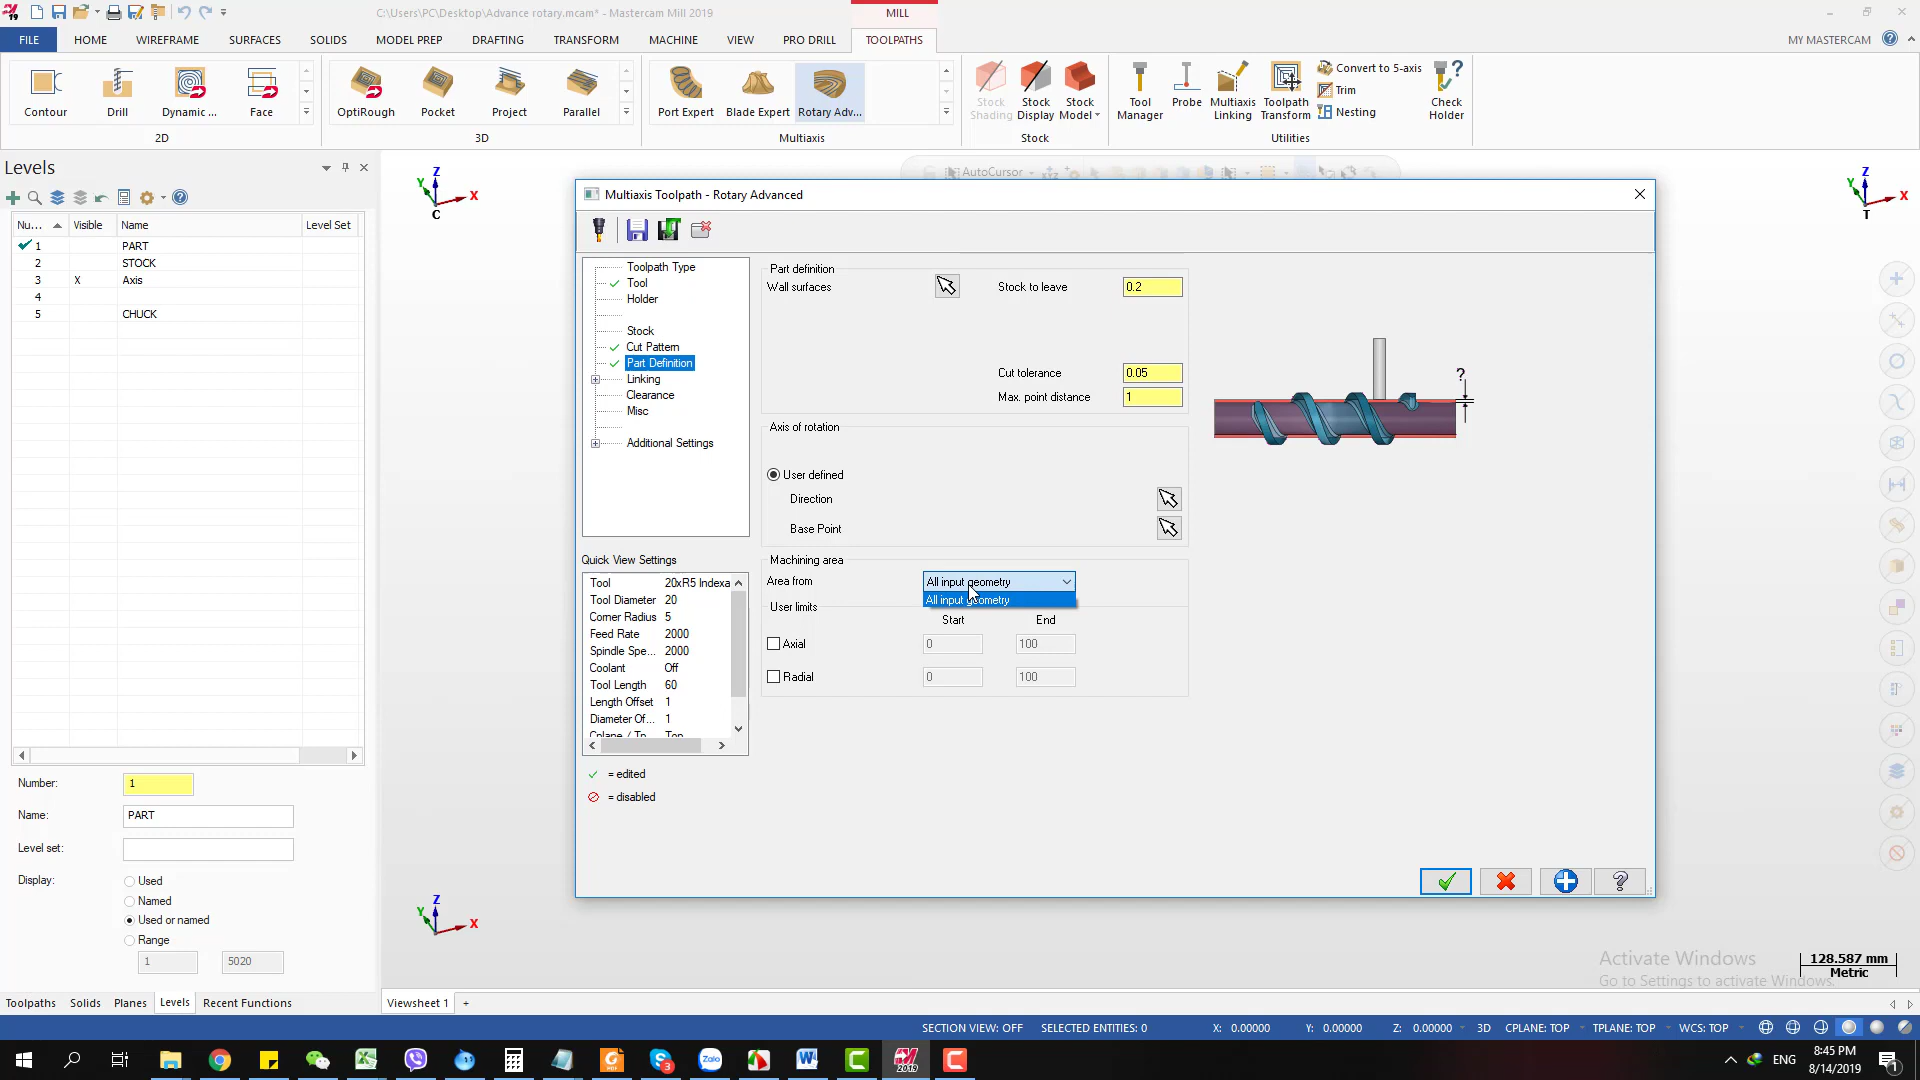 C:\Users\PC\Desktop\Advance rotary.mcam* - Mastercam Mill 2019
MILL
FILE
HOME
WIREFRAME
SURFACES
SOLIDS
MODEL PREP
DRAFTING
TRANSFORM
MACHINE
VIEW
PRO DRILL
TOOLPATHS
MY MASTERCAM
Contour
Drill
Dynamic ...
Face
2D
OptiRough
Pocket
Project
Parallel
3D
Port Expert
Blade Expert
Rotary Adv...
Multiaxis
Stock Shading
Stock Display
Stock Model
Stock
Tool Manager
Probe
Multiaxis Linking
Toolpath Transform
Convert to 5-axis
Trim
Nesting
Check Holder
Utilities
Levels
Nu...
Visible
Name
Level Set
1 PART
2 STOCK
3 X Axis
4
5 CHUCK
Number:
1
Name:
PART
Level set:
Display:
Used
Named
Used or named
Range
1
5020
Toolpaths
Solids
Planes
Levels
Recent Functions
AutoCursor
Z
Y
X
C
Z
Y
X
T
Multiaxis Toolpath - Rotary Advanced
Toolpath Type
Tool
Holder
Stock
Cut Pattern
Part Definition
Linking
Clearance
Misc
Additional Settings
Quick View Settings
Tool 20xR5 Indexa
Tool Diameter 20
Corner Radius 5
Feed Rate 2000
Spindle Spe... 2000
Coolant Off
Tool Length 60
Length Offset 1
Diameter Of... 1
Cplane / Tp... Top
= edited
= disabled
Part definition
Wall surfaces
Stock to leave
0.2
Cut tolerance
0.05
Max. point distance
1
Axis of rotation
User defined
Direction
Base Point
Machining area
Area from
All input geometry
All input geometry
User limits
Start
End
Axial
0
100
Radial
0
100
?
Z
Y
X
Activate Windows
Go to Settings to activate Windows.
128.587 mm
Metric
Viewsheet 1
+
SECTION VIEW: OFF
SELECTED ENTITIES: 0
X: 0.00000
Y: 0.00000
Z: 0.00000
3D
CPLANE: TOP
TPLANE: TOP
WCS: TOP
2019
ENG
8:45 PM
8/14/2019